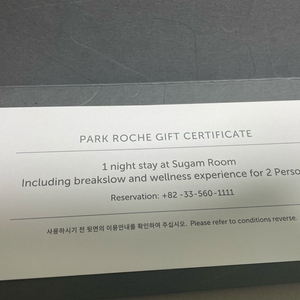 PARK ROCHE GIFT CERTIFICATE
1 night stay at Sugam Room
Including breakslow and wellness experience for 2 Perso
Reservation: +82 -33-560-1111
사용하시기 전 뒷면의 이용안내를 확인하여 주십시오. Please refer to conditions reverse.